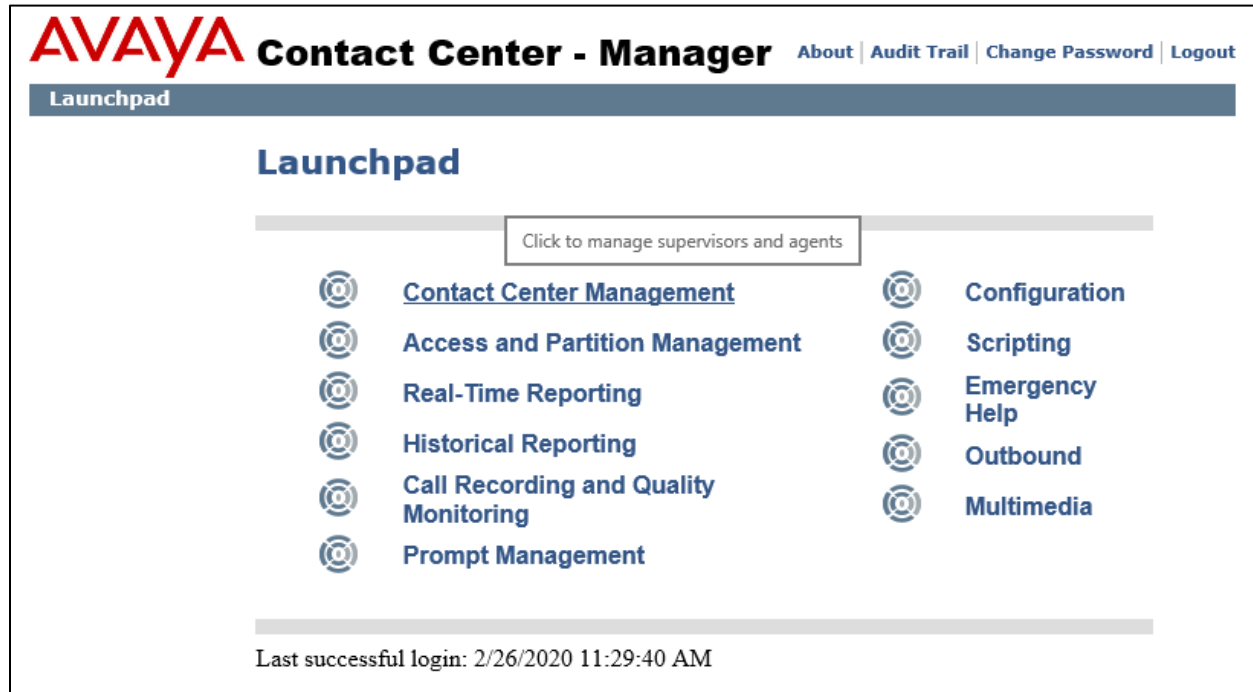 AVAYA Contact Center - Manager About | Audit Trail | Change Password | Logout
Launchpad
Launchpad
Click to manage supervisors and agents
Contact Center Management
Access and Partition Management
Real-Time Reporting
Historical Reporting
Call Recording and Quality
Monitoring
Prompt Management
Configuration
Scripting
Emergency
Help
Outbound
Multimedia
Last successful login: 2/26/2020 11:29:40 AM